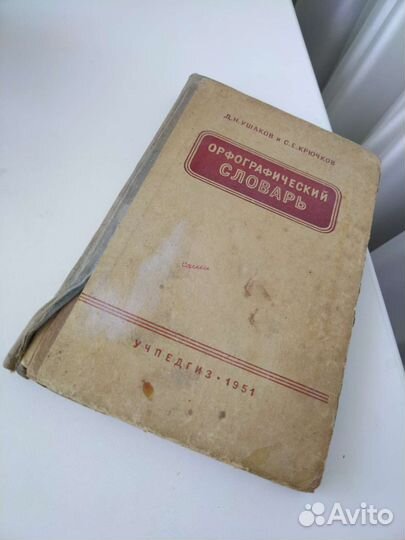 Д.Н. УШАКОВ и С.Е. КРЮЧКОВ
ОРФОГРАФИЧЕСКИЙ
СЛОВАРЬ
УЧПЕДГИЗ • 1951
Avito